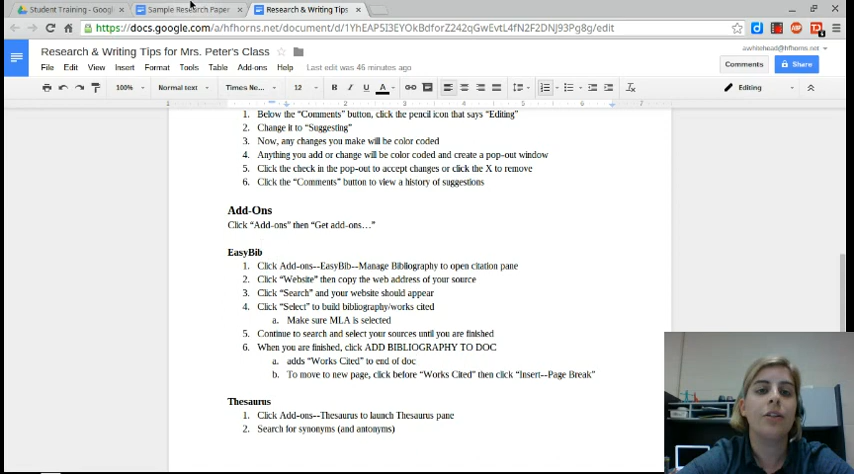 Student Training - Googl
Sample Research Paper
Research & Writing Tips
https://docs.google.com/document/d/1YhEAP5I3EYOkBdforZ242qGwEvtL4fN2F2DNJ93Pg8g/edit
Research & Writing Tips for Mrs. Peter's Class
awhitehead@hfhorns.net
File Edit View Insert Format Tools Table Add-ons Help Last edit was 46 minutes ago
Comments
Share
100% Normal text Times Ne... 12 B I U A Editing
1 2 3 4 5 6 7
1. Below the "Comments" button, click the pencil icon that says "Editing"
2. Change it to "Suggesting"
3. Now, any changes you make will be color coded
4. Anything you add or change will be color coded and create a pop-out window
5. Click the check in the pop-out to accept changes or click the X to remove
6. Click the "Comments" button to view a history of suggestions
Add-Ons
Click "Add-ons" then "Get add-ons..."
EasyBib
1. Click Add-ons--EasyBib--Manage Bibliography to open citation pane
2. Click "Website" then copy the web address of your source
3. Click "Search" and your website should appear
4. Click "Select" to build bibliography/works cited
a. Make sure MLA is selected
5. Continue to search and select your sources until you are finished
6. When you are finished, click ADD BIBLIOGRAPHY TO DOC
a. adds "Works Cited" to end of doc
b. To move to new page, click before "Works Cited" then click "Insert--Page Break"
Thesaurus
1. Click Add-ons--Thesaurus to launch Thesaurus pane
2. Search for synonyms (and antonyms)